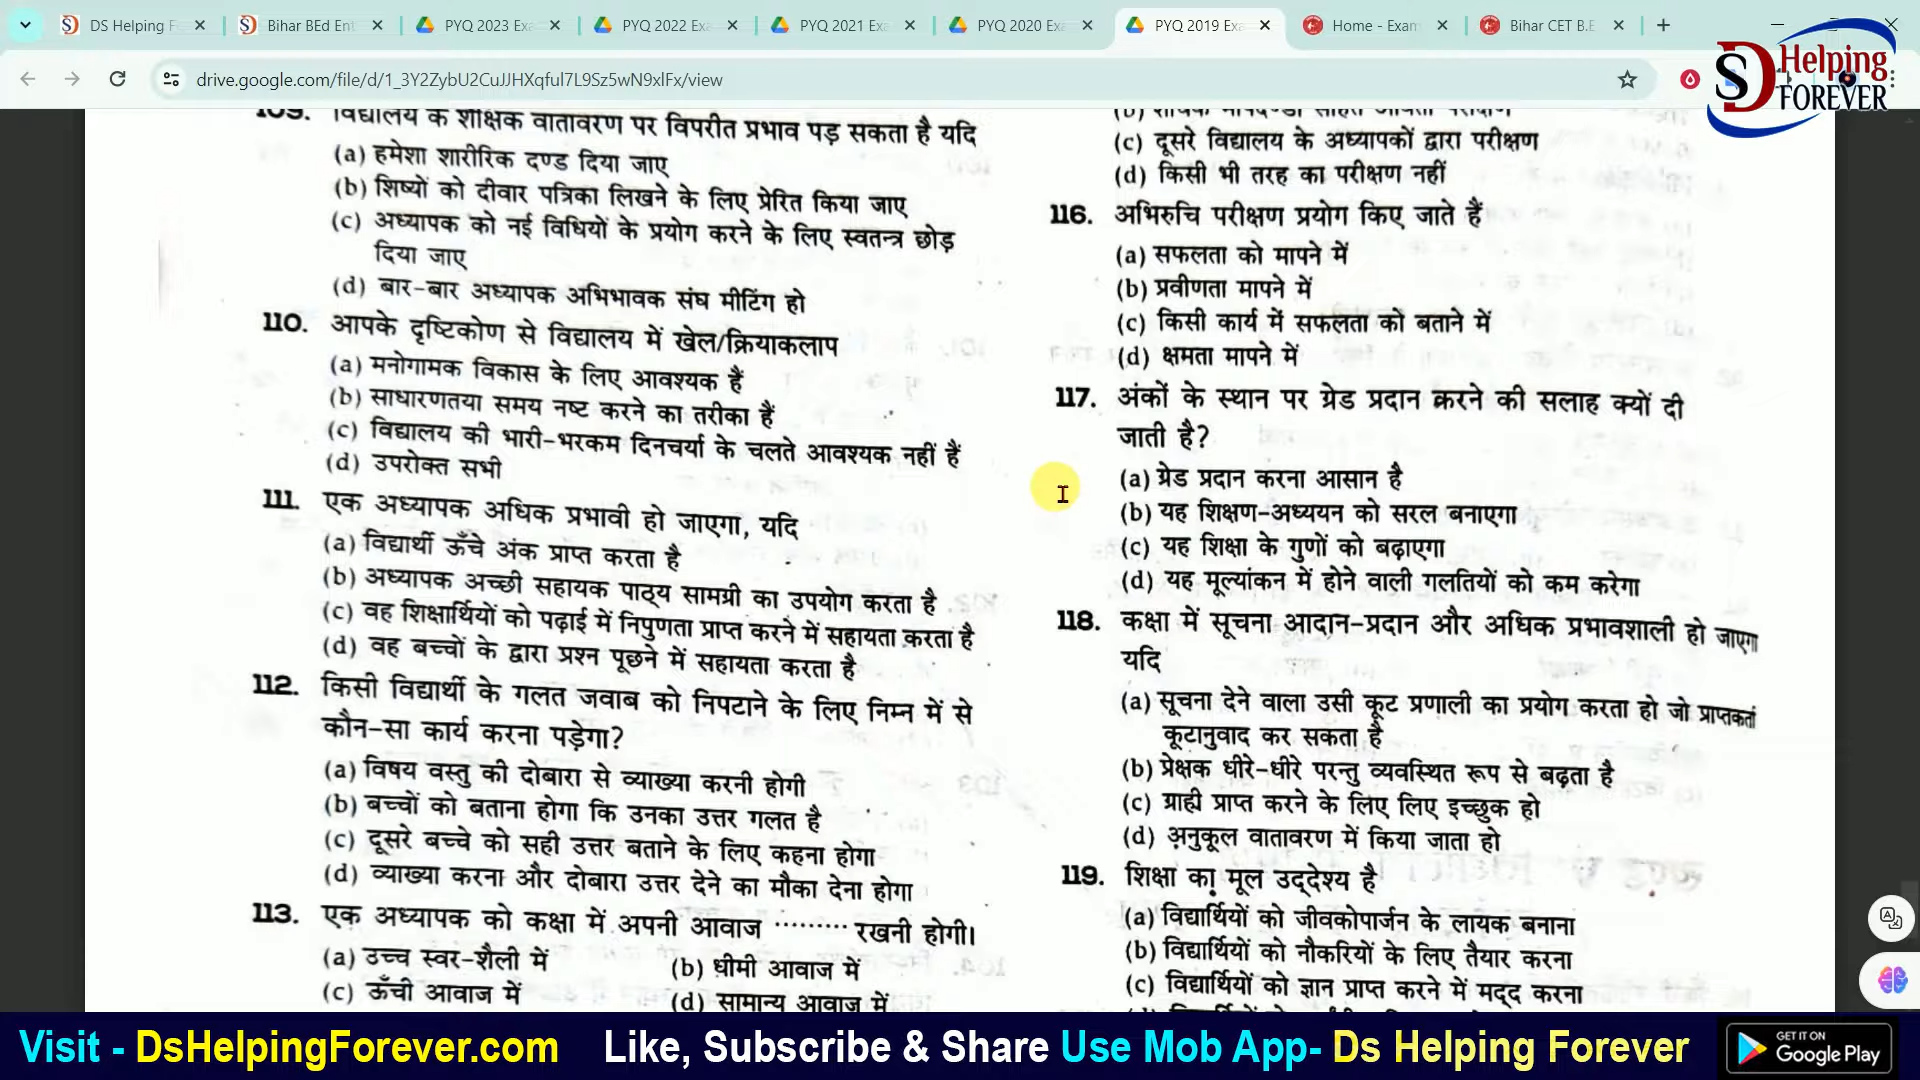 DS Helping F
Bihar BEd Ent
PYQ 2023 Exa
PYQ 2022 Exa
PYQ 2021 Exa
PYQ 2020 Exa
PYQ 2019 Exa
Home - Exam
Bihar CET B.E
drive.google.com/file/d/1_3Y2ZybU2CuJJHXqful7L9Sz5wN9xlFx/view
SD Helping
FOREVER
109. विद्यालय के शैक्षिक वातावरण पर विपरीत प्रभाव पड़ सकता है यदि
(a) हमेशा शारीरिक दण्ड दिया जाए
(b) शिष्यों को दीवार पत्रिका लिखने के लिए प्रेरित किया जाए
(c) अध्यापक को नई विधियों के प्रयोग करने के लिए स्वतन्त्र छोड़
दिया जाए
(d) बार-बार अध्यापक अभिभावक संघ मीटिंग हो
110. आपके दृष्टिकोण से विद्यालय में खेल/क्रियाकलाप
(a) मनोगामक विकास के लिए आवश्यक हैं
(b) साधारणतया समय नष्ट करने का तरीका हैं
(c) विद्यालय की भारी-भरकम दिनचर्या के चलते आवश्यक नहीं हैं
(d) उपरोक्त सभी
111. एक अध्यापक अधिक प्रभावी हो जाएगा, यदि
(a) विद्यार्थी ऊँचे अंक प्राप्त करता है
(b) अध्यापक अच्छी सहायक पाठ्य सामग्री का उपयोग करता है
(c) वह शिक्षार्थियों को पढ़ाई में निपुणता प्राप्त करने में सहायता करता है
(d) वह बच्चों के द्वारा प्रश्न पूछने में सहायता करता है
112. किसी विद्यार्थी के गलत जवाब को निपटाने के लिए निम्न में से
कौन-सा कार्य करना पड़ेगा?
(a) विषय वस्तु की दोबारा से व्याख्या करनी होगी
(b) बच्चों को बताना होगा कि उनका उत्तर गलत है
(c) दूसरे बच्चे को सही उत्तर बताने के लिए कहना होगा
(d) व्याख्या करना और दोबारा उत्तर देने का मौका देना होगा
113. एक अध्यापक को कक्षा में अपनी आवाज ········· रखनी होगी।
(a) उच्च स्वर-शैली में (b) धीमी आवाज में
(c) ऊँची आवाज में (d) सामान्य आवाज में
(c) दूसरे विद्यालय के अध्यापकों द्वारा परीक्षण
(d) किसी भी तरह का परीक्षण नहीं
116. अभिरुचि परीक्षण प्रयोग किए जाते हैं
(a) सफलता को मापने में
(b) प्रवीणता मापने में
(c) किसी कार्य में सफलता को बताने में
(d) क्षमता मापने में
117. अंकों के स्थान पर ग्रेड प्रदान करने की सलाह क्यों दी
जाती है?
(a) ग्रेड प्रदान करना आसान है
(b) यह शिक्षण-अध्ययन को सरल बनाएगा
(c) यह शिक्षा के गुणों को बढ़ाएगा
(d) यह मूल्यांकन में होने वाली गलतियों को कम करेगा
118. कक्षा में सूचना आदान-प्रदान और अधिक प्रभावशाली हो जाएगा
यदि
(a) सूचना देने वाला उसी कूट प्रणाली का प्रयोग करता हो जो प्राप्तकर्ता
कूटानुवाद कर सकता है
(b) प्रेक्षक धीरे-धीरे परन्तु व्यवस्थित रूप से बढ़ता है
(c) ग्राही प्राप्त करने के लिए लिए इच्छुक हो
(d) अनुकूल वातावरण में किया जाता हो
119. शिक्षा का मूल उद्देश्य है
(a) विद्यार्थियों को जीवकोपार्जन के लायक बनाना
(b) विद्यार्थियों को नौकरियों के लिए तैयार करना
(c) विद्यार्थियों को ज्ञान प्राप्त करने में मद्द करना
Visit - DsHelpingForever.com Like, Subscribe & Share Use Mob App- Ds Helping Forever
GET IT ON
Google Play